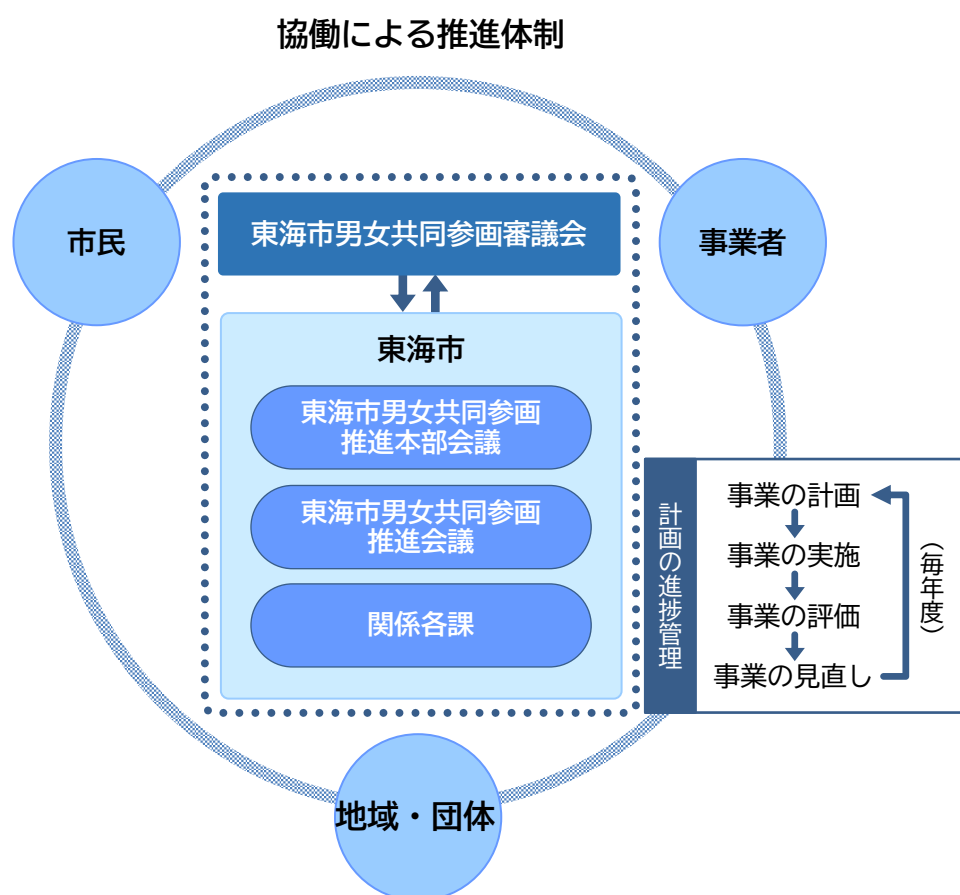 協働による推進体制
市民
事業者
東海市男女共同参画審議会
東海市
東海市男女共同参画
推進本部会議
東海市男女共同参画
推進会議
関係各課
計画の進捗管理
事業の計画
事業の実施
事業の評価
事業の見直し
（毎年度）
地域・団体